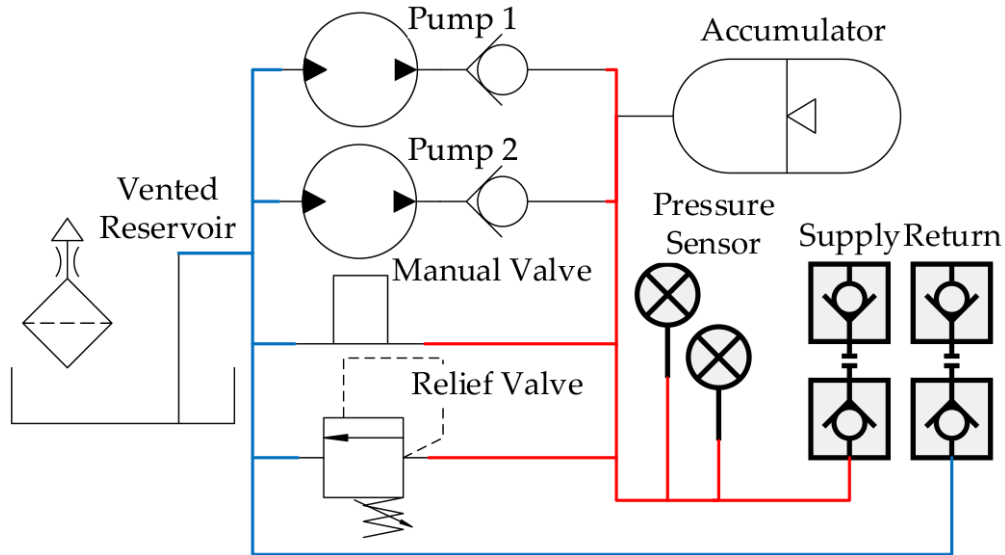 Pump 1
Accumulator
Pump 2
Vented
Reservoir
Pressure
Sensor
Supply
Return
Manual Valve
Relief Valve